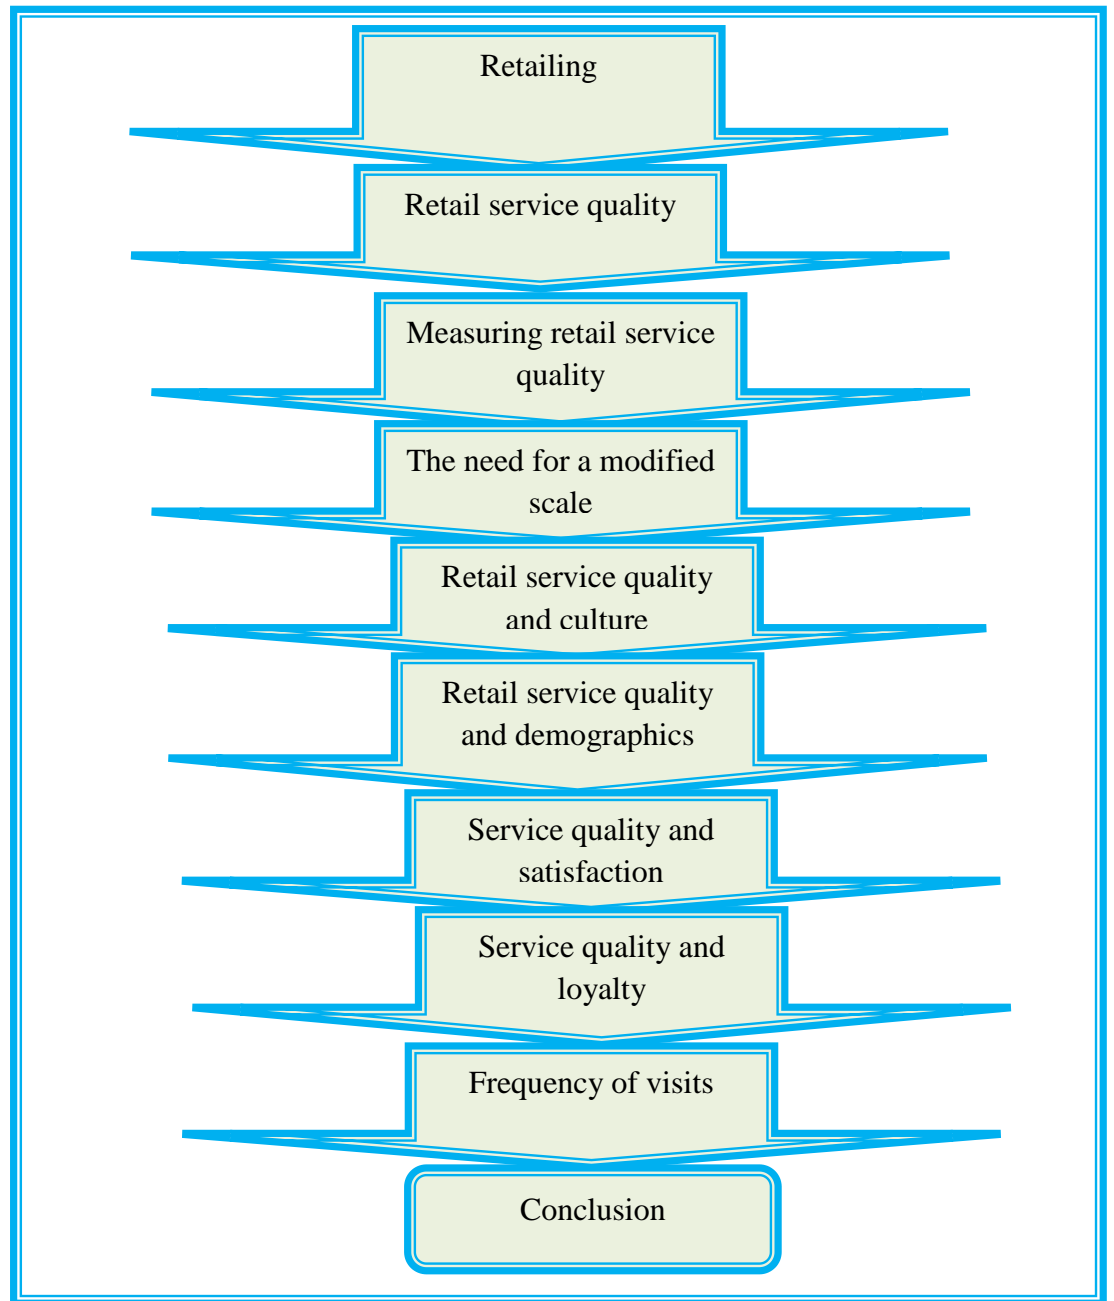 Retailing
Retail service quality
Measuring retail service
quality
The need for a modified
scale
Retail service quality
and culture
Retail service quality
and demographics
Service quality and
satisfaction
Service quality and
loyalty
Frequency of visits
Conclusion